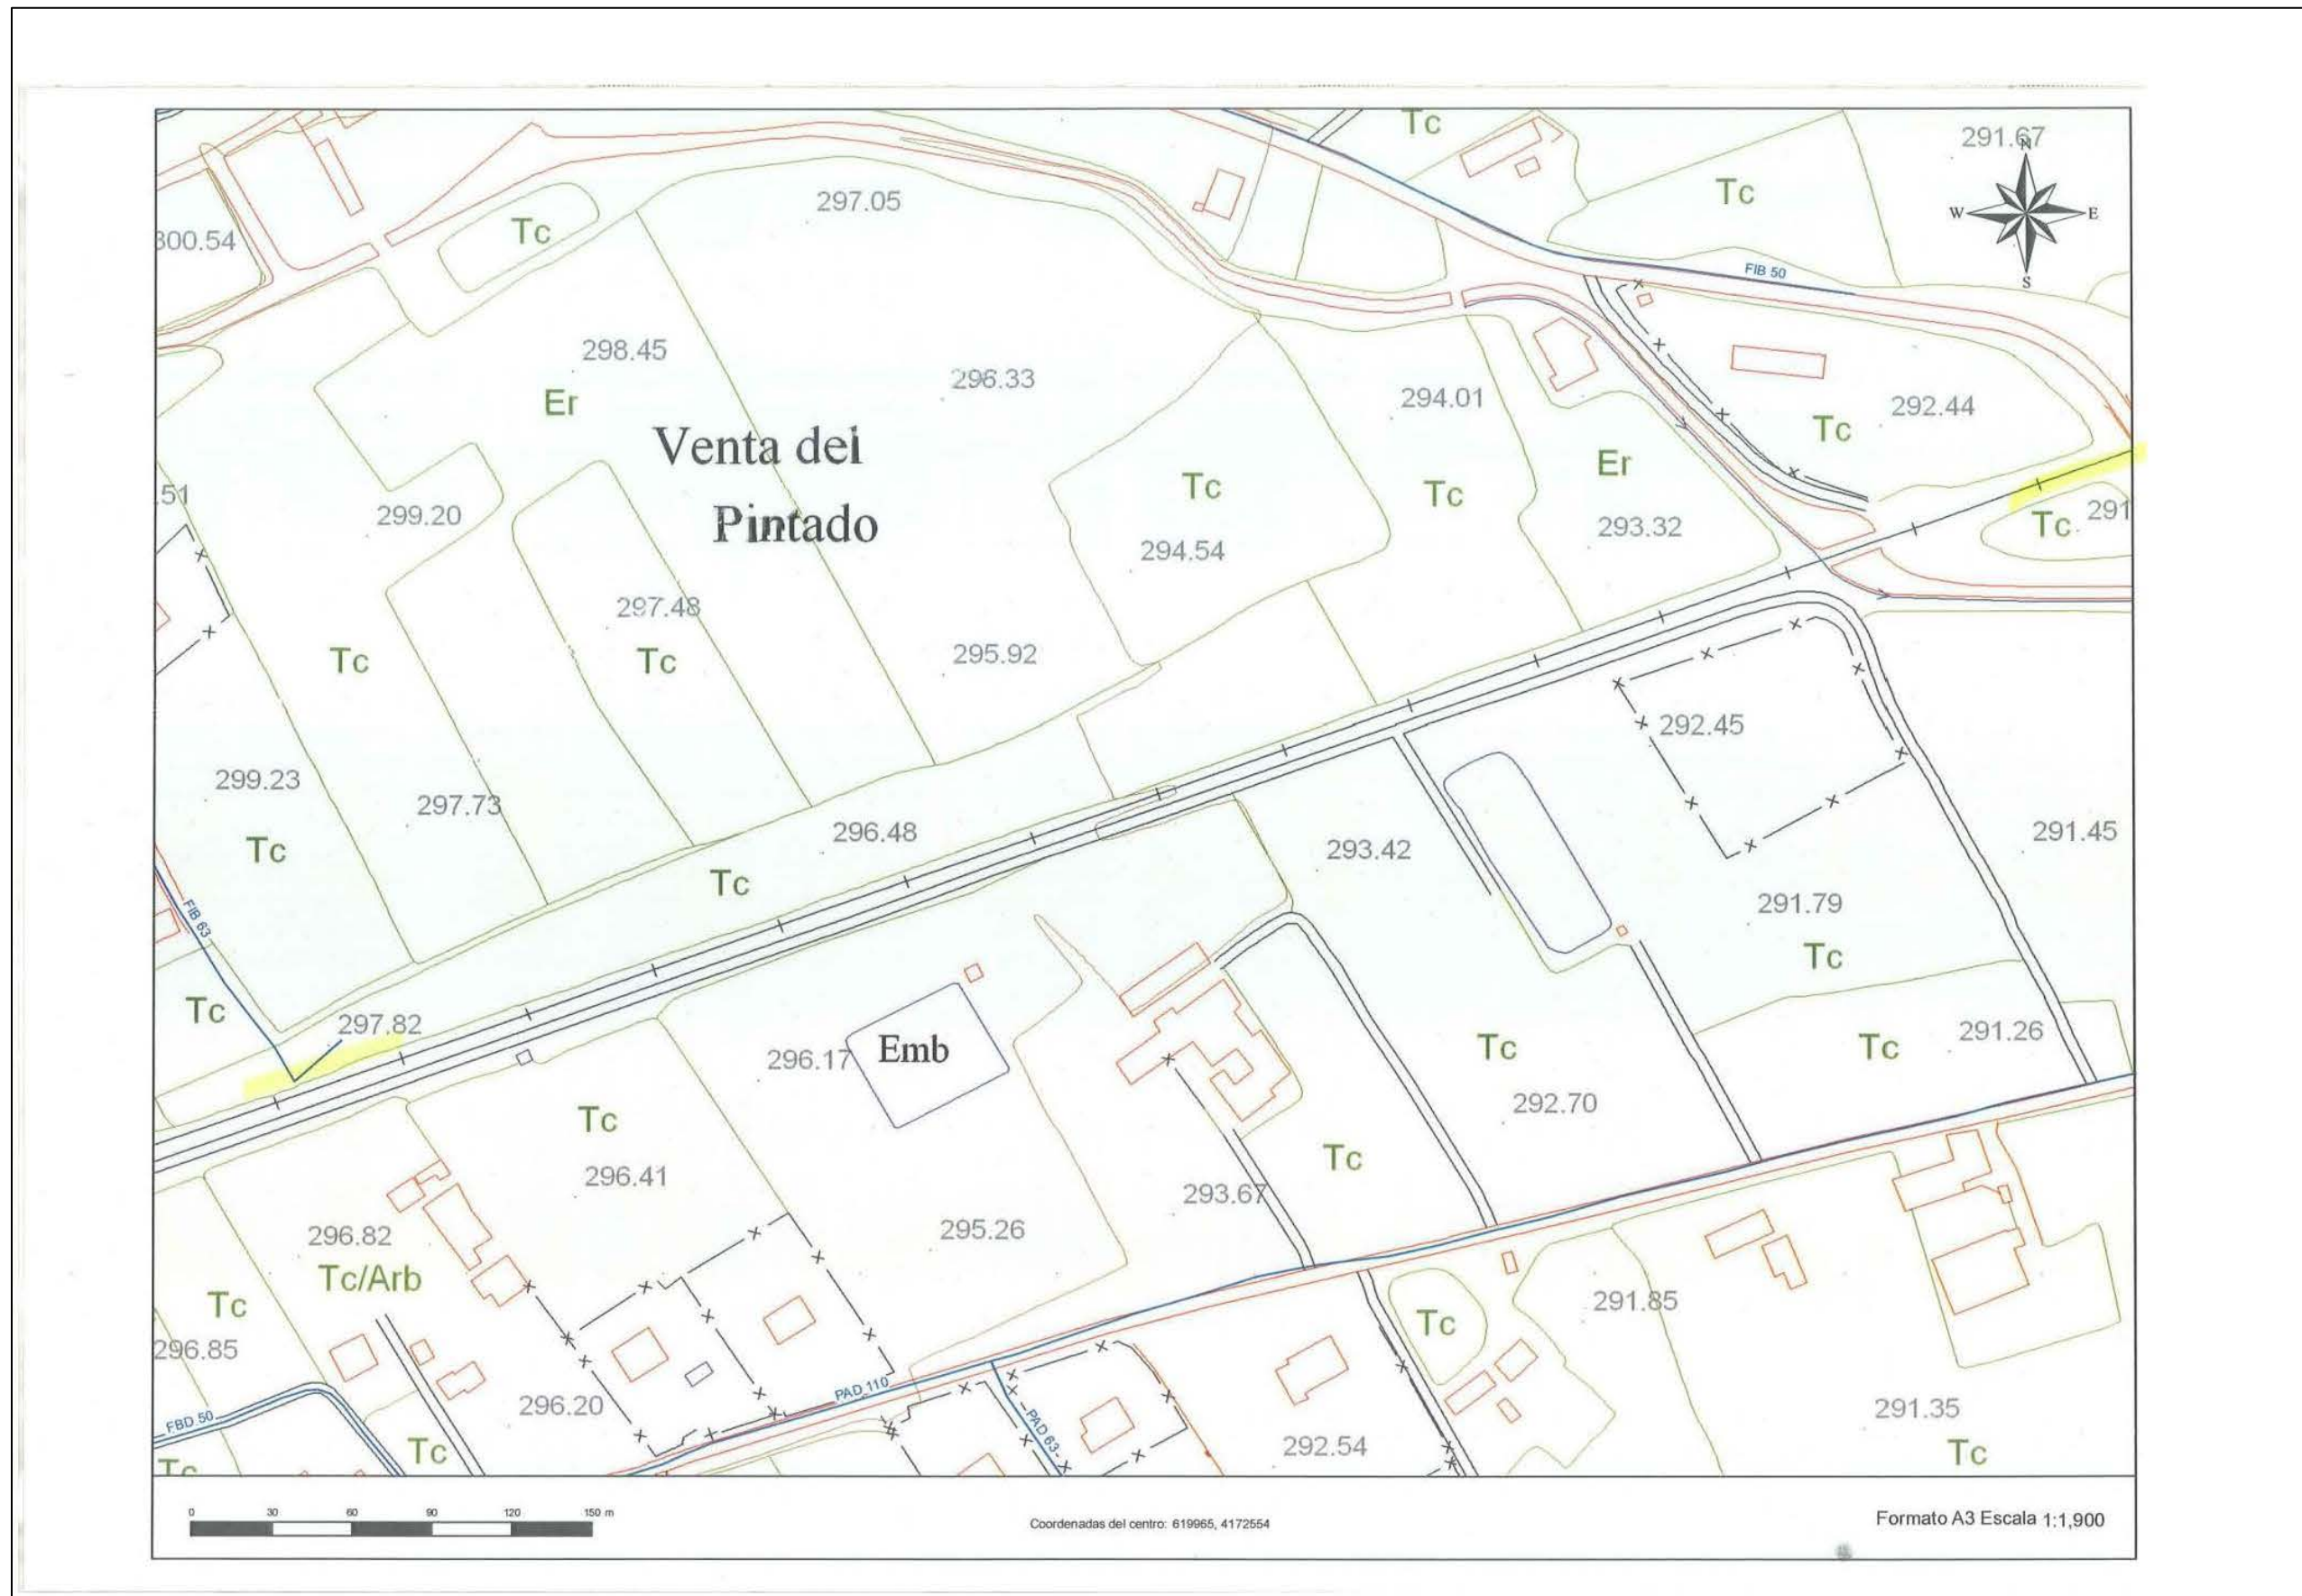 Tc
291.67
N
Tc
W
E
S
297.05
Tc
300.54
FIB 50
298.45
296.33
294.01
292.44
Er
Tc
Venta del
Er
Tc
Tc
.51
299.20
Pintado
293.32
Tc.
291
294.54
297.48
Tc
Tc
295.92
292.45
299.23
297.73
296.48
293.42
291.45
Tc
Tc
291.79
FIB 63
Tc
Tc
297.82
296.17
Emb
Tc
Tc
291.26
Tc
292.70
Tc
296.41
293.67
296.82
295.26
Tc/Arb
Tc
291.85
Tc
296.85
PAD 110
296.20
FBD 50
PAD 63
291.35
Tc
292.54
Tc
Tc
0 30 60 90 120 150 m
Coordenadas del centro: 619965, 4172554
Formato A3 Escala 1:1,900